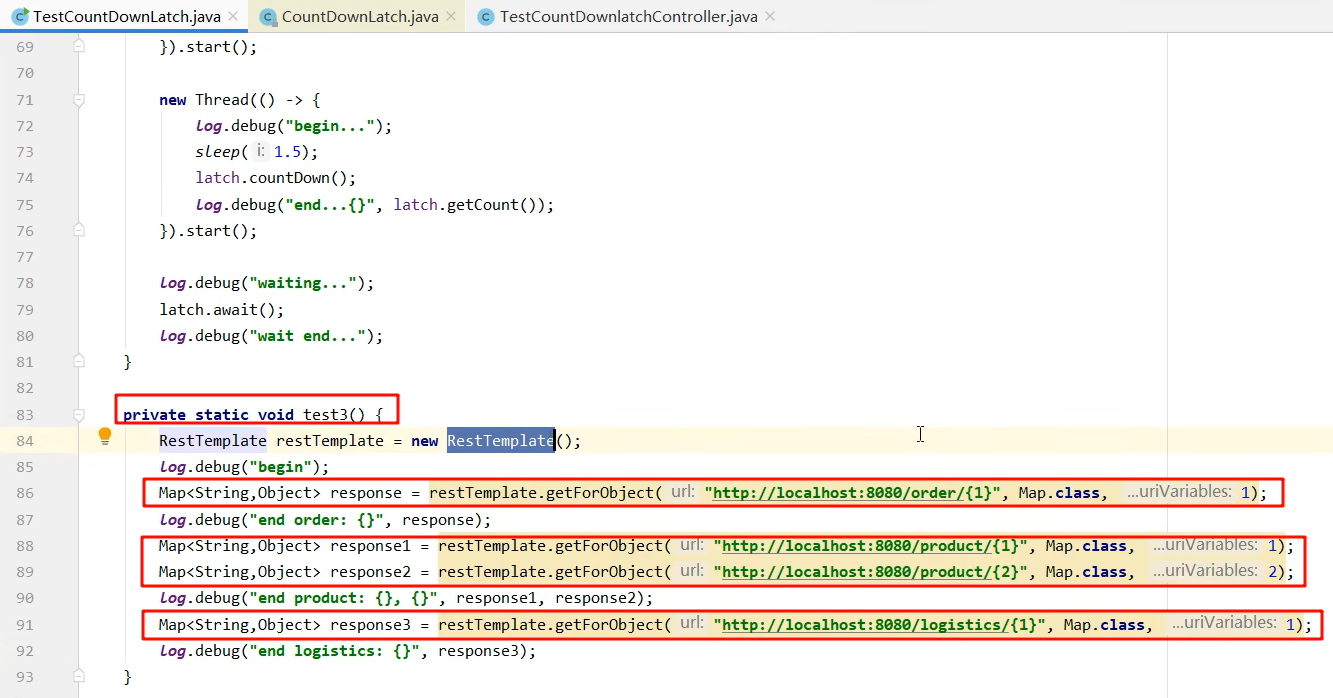 TestCountDownLatch.java CountDownLatch.java TestCountDownlatchController.java
69 }).start();
70
71 new Thread(() -> {
72 log.debug("begin...");
73 sleep( i: 1.5);
74 latch.countDown();
75 log.debug("end...{}", latch.getCount());
76 }).start();
77
78 log.debug("waiting...");
79 latch.await();
80 log.debug("wait end...");
81 }
82
83 private static void test3() {
84 RestTemplate restTemplate = new RestTemplate();
85 log.debug("begin");
86 Map<String,Object> response = restTemplate.getForObject( url: "http://localhost:8080/order/{1}", Map.class, ...uriVariables: 1);
87 log.debug("end order: {}", response);
88 Map<String,Object> response1 = restTemplate.getForObject( url: "http://localhost:8080/product/{1}", Map.class, ...uriVariables: 1);
89 Map<String,Object> response2 = restTemplate.getForObject( url: "http://localhost:8080/product/{2}", Map.class, ...uriVariables: 2);
90 log.debug("end product: {}, {}", response1, response2);
91 Map<String,Object> response3 = restTemplate.getForObject( url: "http://localhost:8080/logistics/{1}", Map.class, ...uriVariables: 1);
92 log.debug("end logistics: {}", response3);
93 }